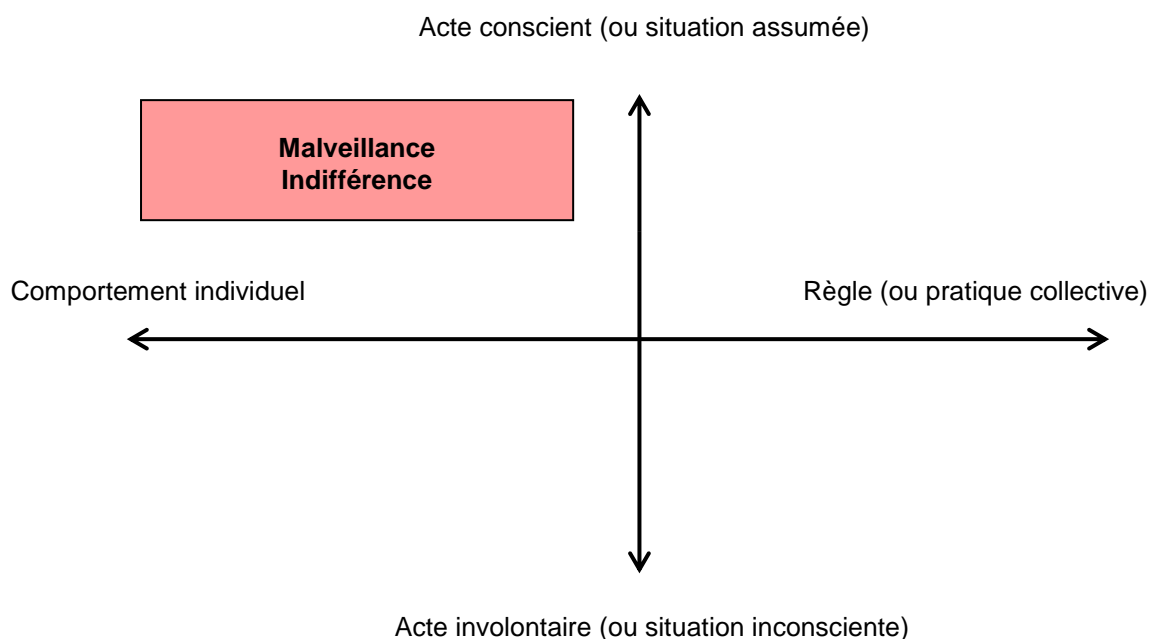 Acte conscient (ou situation assumée)
Malveillance
Indifférence
Comportement individuel
Règle (ou pratique collective)
Acte involontaire (ou situation inconsciente)